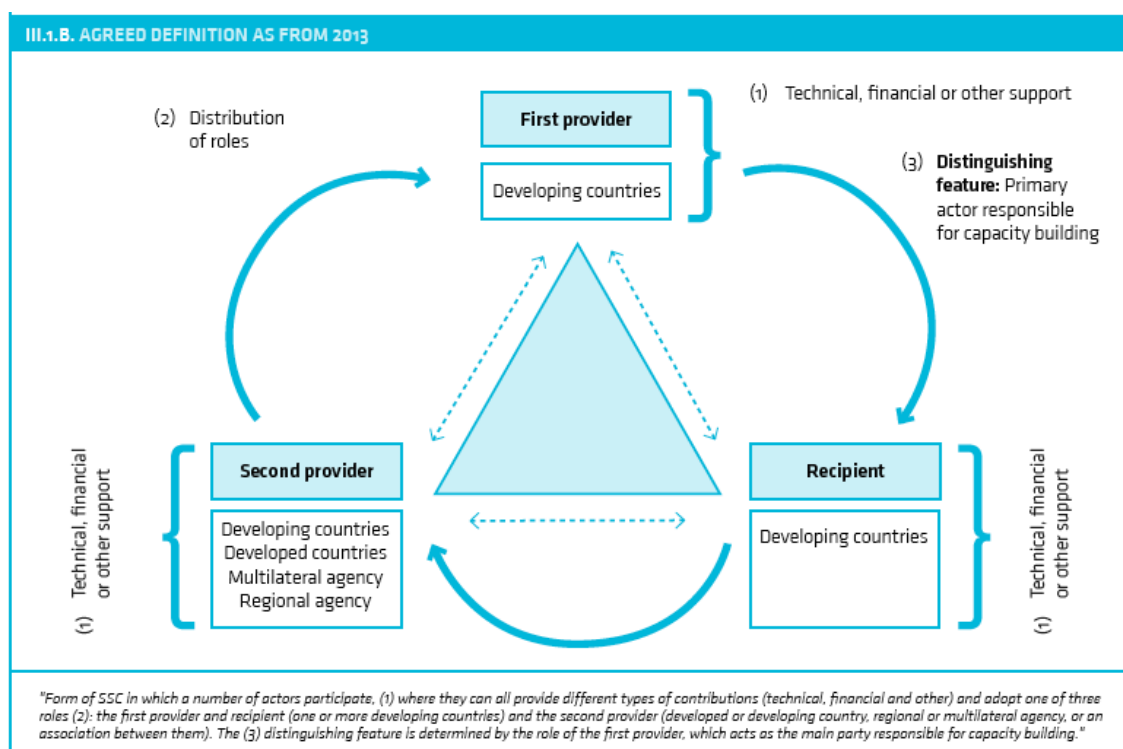 III.1.B. AGREED DEFINITION AS FROM 2013
(2) Distribution
of roles
First provider
Developing countries
(1) Technical, financial or other support
(3) Distinguishing
feature: Primary
actor responsible
for capacity building
(1) Technical, financial
or other support
Second provider
Developing countries
Developed countries
Multilateral agency
Regional agency
Recipient
Developing countries
(1) Technical, financial
or other support
"Form of SSC in which a number of actors participate, (1) where they can all provide different types of contributions (technical, financial and other) and adopt one of three
roles (2): the first provider and recipient (one or more developing countries) and the second provider (developed or developing country, regional or multilateral agency, or an
association between them). The (3) distinguishing feature is determined by the role of the first provider, which acts as the main party responsible for capacity building."